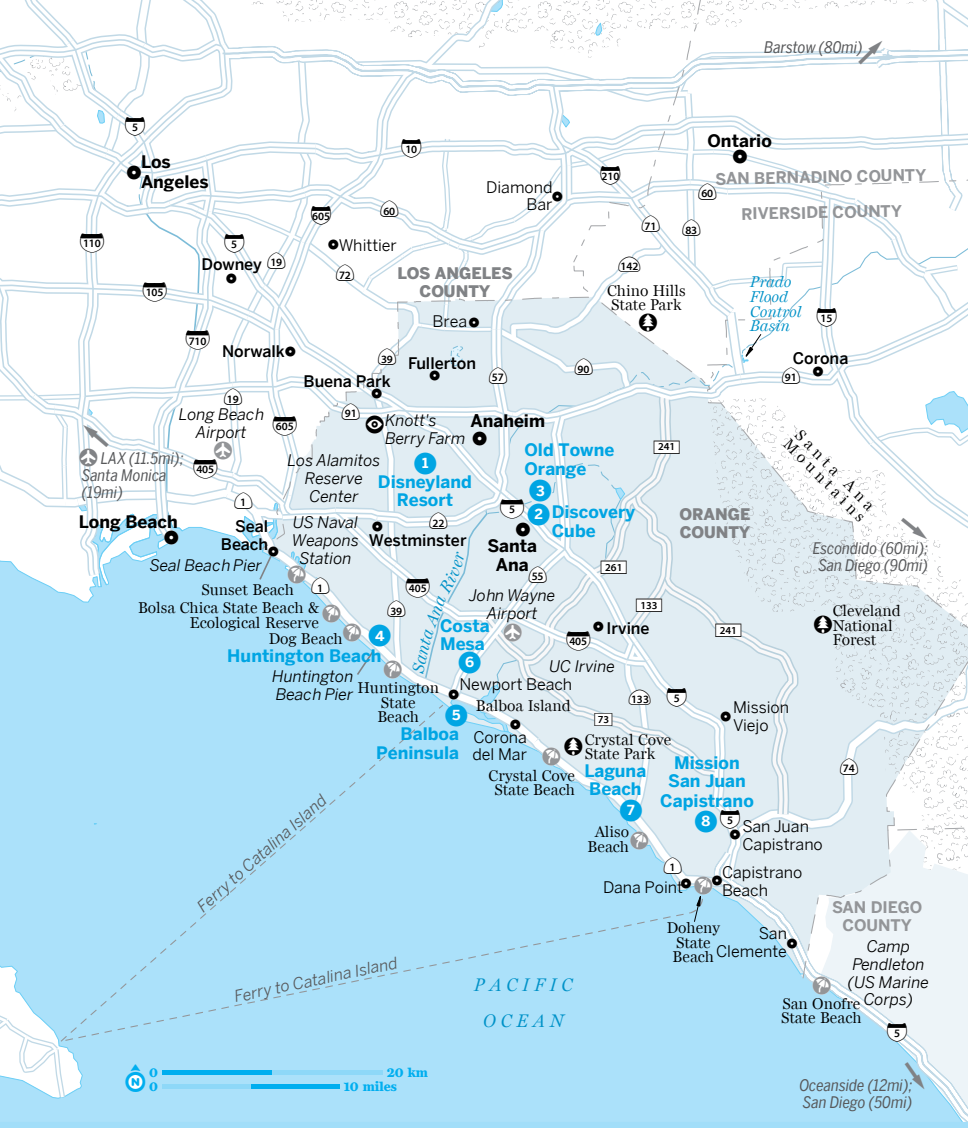 Barstow (80mi)
5
10
Los
Angeles
Ontario
210
SAN BERNADINO COUNTY
Diamond
Bar
60
RIVERSIDE COUNTY
605
60
71
83
110
5
Whittier
19
Downey
72
142
LOS ANGELES
COUNTY
105
Chino Hills
State Park
Prado
Flood
Control
Basin
15
Brea
710
Norwalk
39
Fullerton
57
90
Corona
91
Buena Park
19
91
Long Beach
Airport
605
Knott's
Berry Farm
Anaheim
241
Santa Ana
Mountains
LAX (11.5mi);
Santa Monica
(19mi)
405
Los Alamitos
Reserve
Center
1
Disneyland
Resort
Old Towne
Orange
3
1
5
2
Discovery
Cube
ORANGE
COUNTY
Long Beach
Seal
Beach
US Naval
Weapons
Station
22
Westminster
Santa
Ana
Escondido (60mi);
San Diego (90mi)
Seal Beach Pier
Sunset Beach
1
405
Santa Ana River
55
261
John Wayne
Airport
133
Bolsa Chica State Beach &
Ecological Reserve
39
Cleveland
National
Forest
Dog Beach
4
Huntington Beach
Costa
Mesa
6
405
Irvine
241
UC Irvine
Huntington
Beach Pier
Huntington
State
Beach
Newport Beach
Balboa Island
133
5
5
Balboa
Peninsula
Corona
del Mar
73
Mission
Viejo
Crystal Cove
State Park
Crystal Cove
State Beach
Laguna
Beach
7
Mission
San Juan
Capistrano
8
74
5
San Juan
Capistrano
Aliso
Beach
Ferry to Catalina Island
1
Dana Point
Capistrano
Beach
Doheny
State
Beach
San
Clemente
SAN DIEGO
COUNTY
Camp
Pendleton
(US Marine
Corps)
Ferry to Catalina Island
PACIFIC
OCEAN
San Onofre
State Beach
5
N
0
20 km
0
10 miles
Oceanside (12mi);
San Diego (50mi)